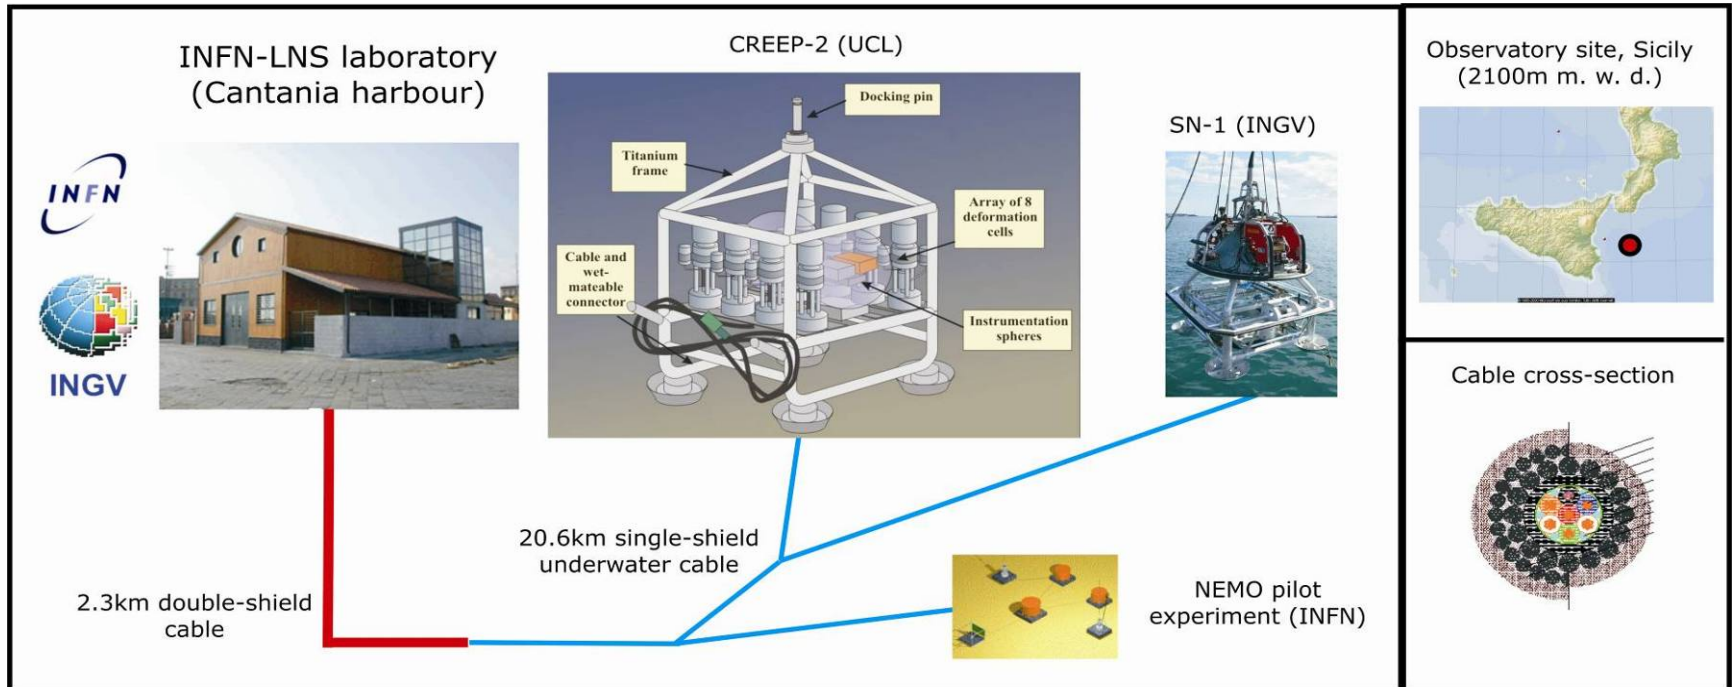 INFN-LNS laboratory
(Cantania harbour)
INFN
INGV
CREEP-2 (UCL)
Docking pin
Titanium
frame
Array of 8
deformation
cells
Cable and
wet-
mateable
connector
Instrumentation
spheres
SN-1 (INGV)
20.6km single-shield
underwater cable
2.3km double-shield
cable
NEMO pilot
experiment (INFN)
Observatory site, Sicily
(2100m m. w. d.)
Cable cross-section